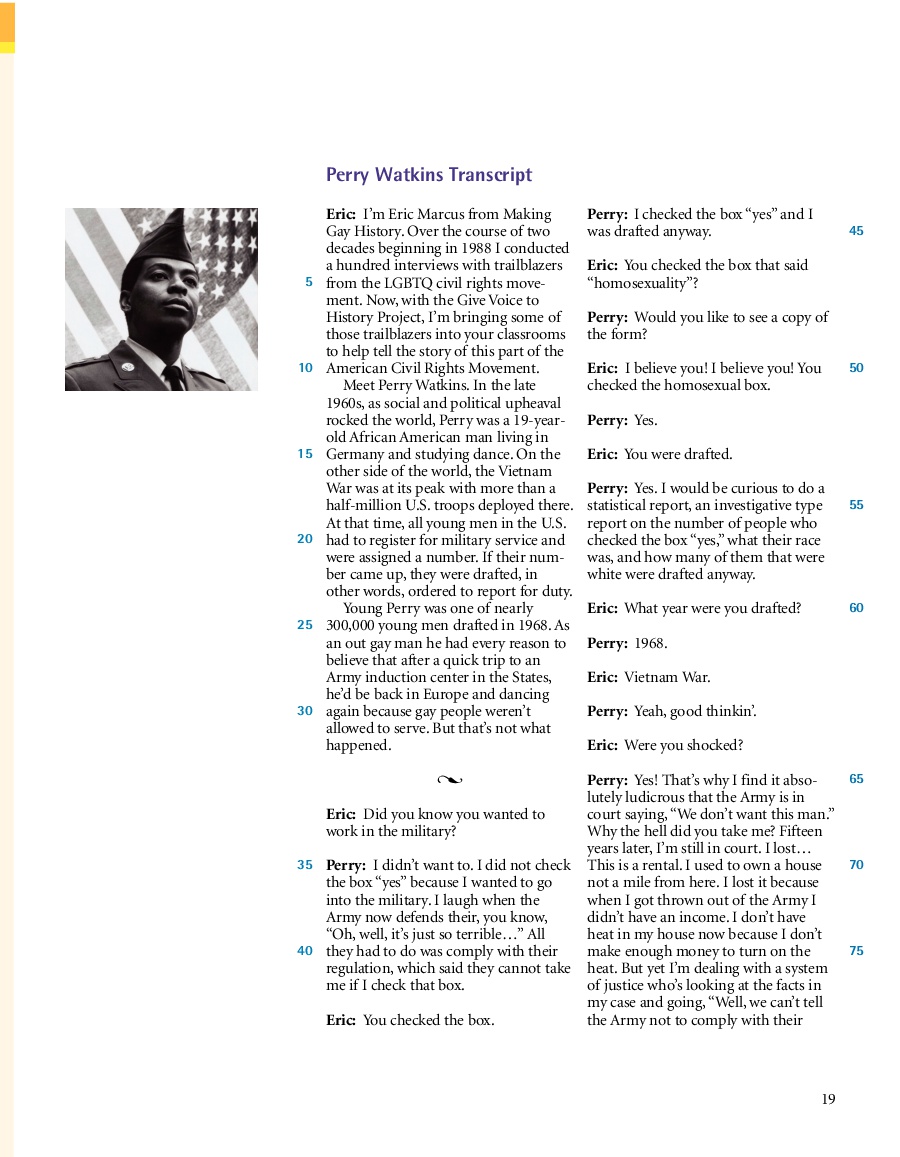 Perry Watkins Transcript
Eric: I’m Eric Marcus from Making
Gay History. Over the course of two
decades beginning in 1988 I conducted
a hundred interviews with trailblazers
5 from the LGBTQ civil rights move-
ment. Now, with the Give Voice to
History Project, I’m bringing some of
those trailblazers into your classrooms
to help tell the story of this part of the
10 American Civil Rights Movement.
Meet Perry Watkins. In the late
1960s, as social and political upheaval
rocked the world, Perry was a 19-year-
old African American man living in
15 Germany and studying dance. On the
other side of the world, the Vietnam
War was at its peak with more than a
half-million U.S. troops deployed there.
At that time, all young men in the U.S.
20 had to register for military service and
were assigned a number. If their num-
ber came up, they were drafted, in
other words, ordered to report for duty.
Young Perry was one of nearly
25 300,000 young men drafted in 1968. As
an out gay man he had every reason to
believe that after a quick trip to an
Army induction center in the States,
he’d be back in Europe and dancing
30 again because gay people weren’t
allowed to serve. But that’s not what
happened.
Eric: Did you know you wanted to
work in the military?
35 Perry: I didn’t want to. I did not check
the box “yes” because I wanted to go
into the military. I laugh when the
Army now defends their, you know,
“Oh, well, it’s just so terrible…” All
40 they had to do was comply with their
regulation, which said they cannot take
me if I check that box.
Eric: You checked the box.
Perry: I checked the box “yes” and I
was drafted anyway. 45
Eric: You checked the box that said
“homosexuality”?
Perry: Would you like to see a copy of
the form?
Eric: I believe you! I believe you! You 50
checked the homosexual box.
Perry: Yes.
Eric: You were drafted.
Perry: Yes. I would be curious to do a
statistical report, an investigative type 55
report on the number of people who
checked the box “yes,” what their race
was, and how many of them that were
white were drafted anyway.
Eric: What year were you drafted? 60
Perry: 1968.
Eric: Vietnam War.
Perry: Yeah, good thinkin’.
Eric: Were you shocked?
Perry: Yes! That’s why I find it abso- 65
lutely ludicrous that the Army is in
court saying, “We don’t want this man.”
Why the hell did you take me? Fifteen
years later, I’m still in court. I lost…
This is a rental. I used to own a house 70
not a mile from here. I lost it because
when I got thrown out of the Army I
didn’t have an income. I don’t have
heat in my house now because I don’t
make enough money to turn on the 75
heat. But yet I’m dealing with a system
of justice who’s looking at the facts in
my case and going, “Well, we can’t tell
the Army not to comply with their
19